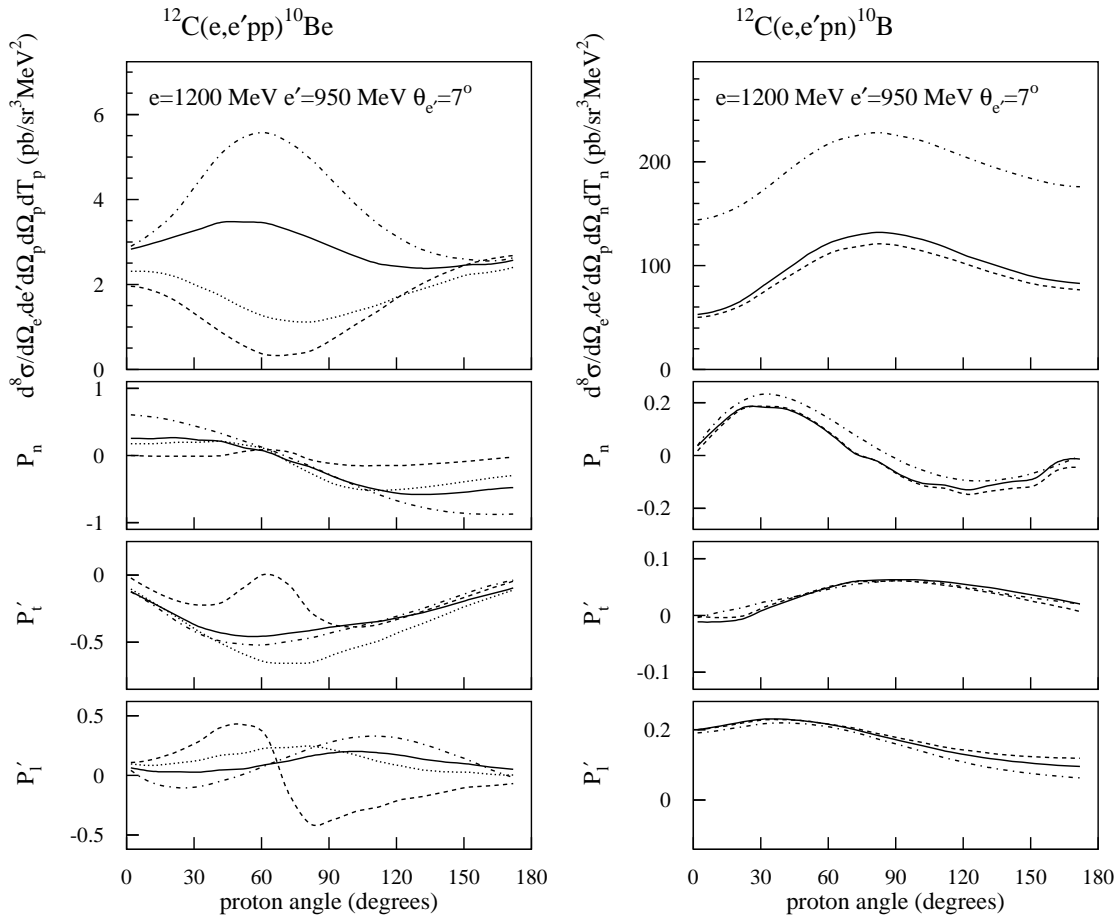 ¹²C(e,e′pp)¹⁰Be
d⁸σ/dΩₑ′de′dΩₚdΩₚdTₚ (pb/sr³MeV²)
e=1200 MeV e′=950 MeV θₑ′=7°
6
4
2
0
Pₙ
1
0
-1
Pₜ′
0
-0.5
Pₗ′
0.5
0
-0.5
0 30 60 90 120 150 180
proton angle (degrees)
¹²C(e,e′pn)¹⁰B
d⁸σ/dΩₑ′de′dΩₚdΩₙdTₙ (pb/sr³MeV²)
e=1200 MeV e′=950 MeV θₑ′=7°
200
100
0
Pₙ
0.2
0
-0.2
Pₜ′
0.1
0
-0.1
Pₗ′
0.2
0
0 30 60 90 120 150 180
proton angle (degrees)